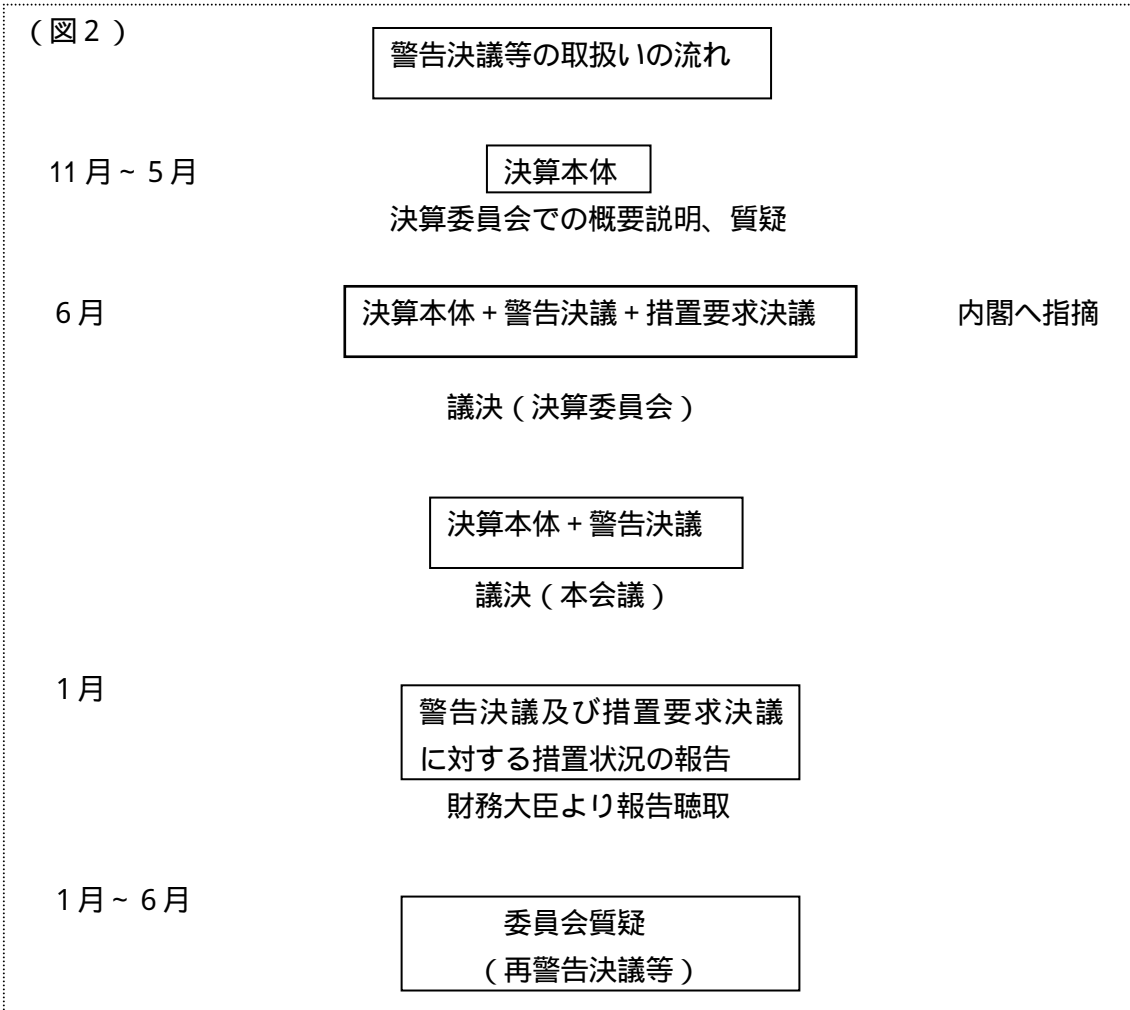 （図２）
警告決議等の取扱いの流れ
11月~５月
決算本体
決算委員会での概要説明、質疑
６月
決算本体＋警告決議＋措置要求決議
内閣へ指摘
議決（決算委員会）
決算本体＋警告決議
議決（本会議）
１月
警告決議及び措置要求決議
に対する措置状況の報告
財務大臣より報告聴取
１月~６月
委員会質疑
（再警告決議等）